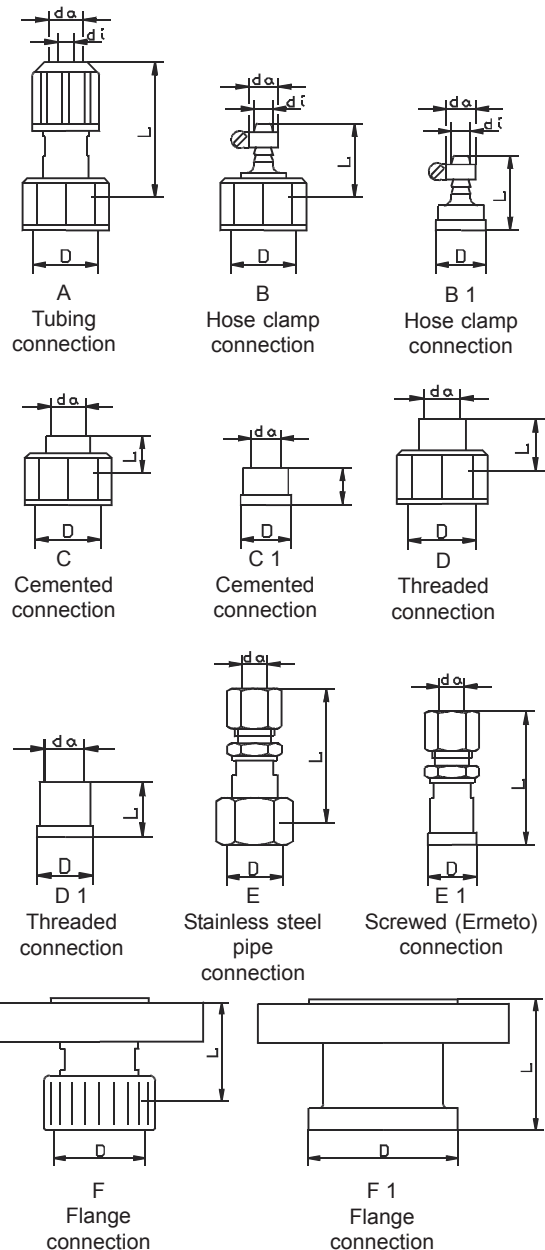 da
di
L
D
A
Tubing
connection
da
di
L
D
B
Hose clamp
connection
da
di
L
D
B 1
Hose clamp
connection
da
L
D
C
Cemented
connection
da
D
C 1
Cemented
connection
da
L
D
D
Threaded
connection
da
L
D
D 1
Threaded
connection
da
L
D
E
Stainless steel
pipe
connection
da
L
D
E 1
Screwed (Ermeto)
connection
L
D
F
Flange
connection
L
D
F 1
Flange
connection